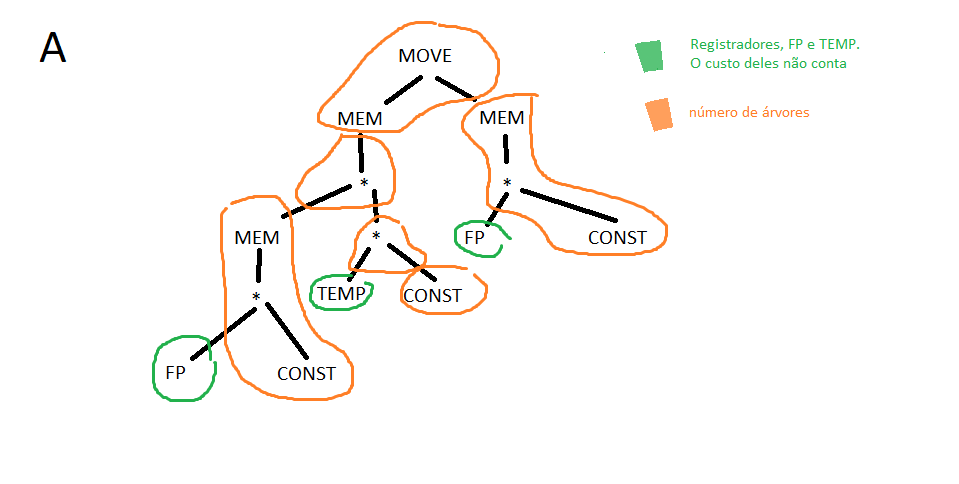 A
MOVE
Registradores, FP e TEMP.
O custo deles não conta
número de árvores
MEM
MEM
*
*
MEM
*
FP
CONST
*
TEMP
CONST
FP
CONST